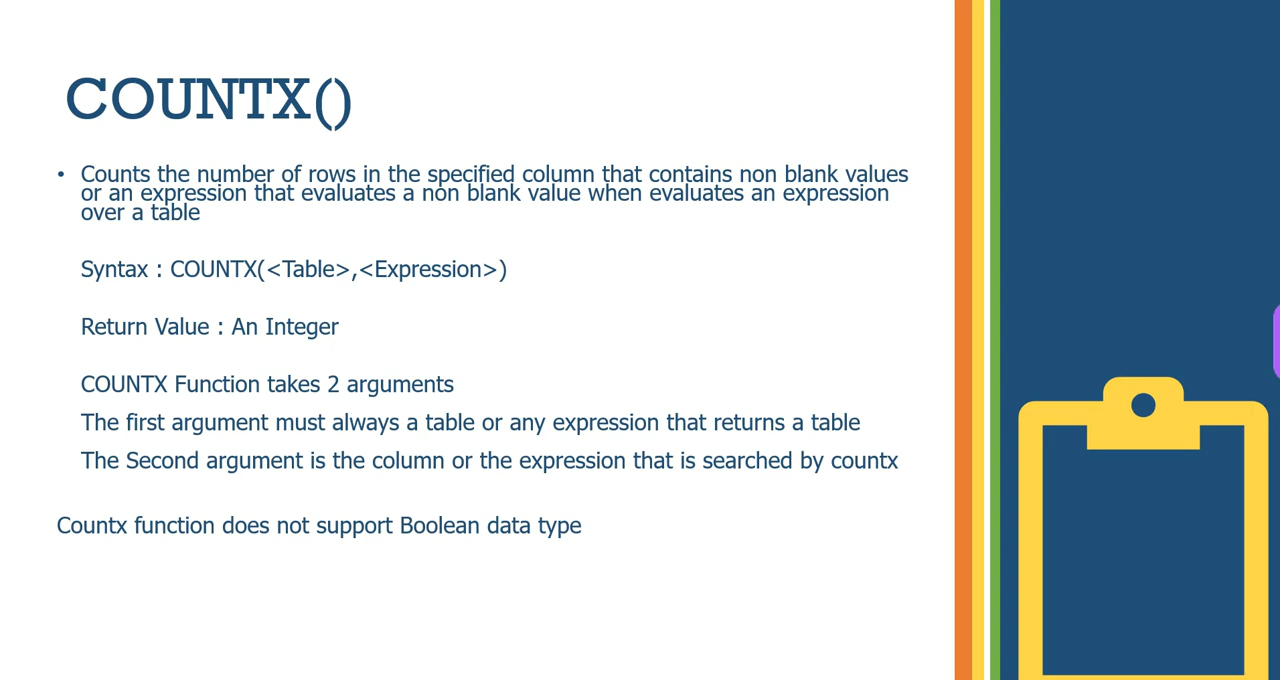 COUNTX()
• Counts the number of rows in the specified column that contains non blank values
or an expression that evaluates a non blank value when evaluates an expression
over a table
Syntax : COUNTX(<Table>,<Expression>)
Return Value : An Integer
COUNTX Function takes 2 arguments
The first argument must always a table or any expression that returns a table
The Second argument is the column or the expression that is searched by countx
Countx function does not support Boolean data type